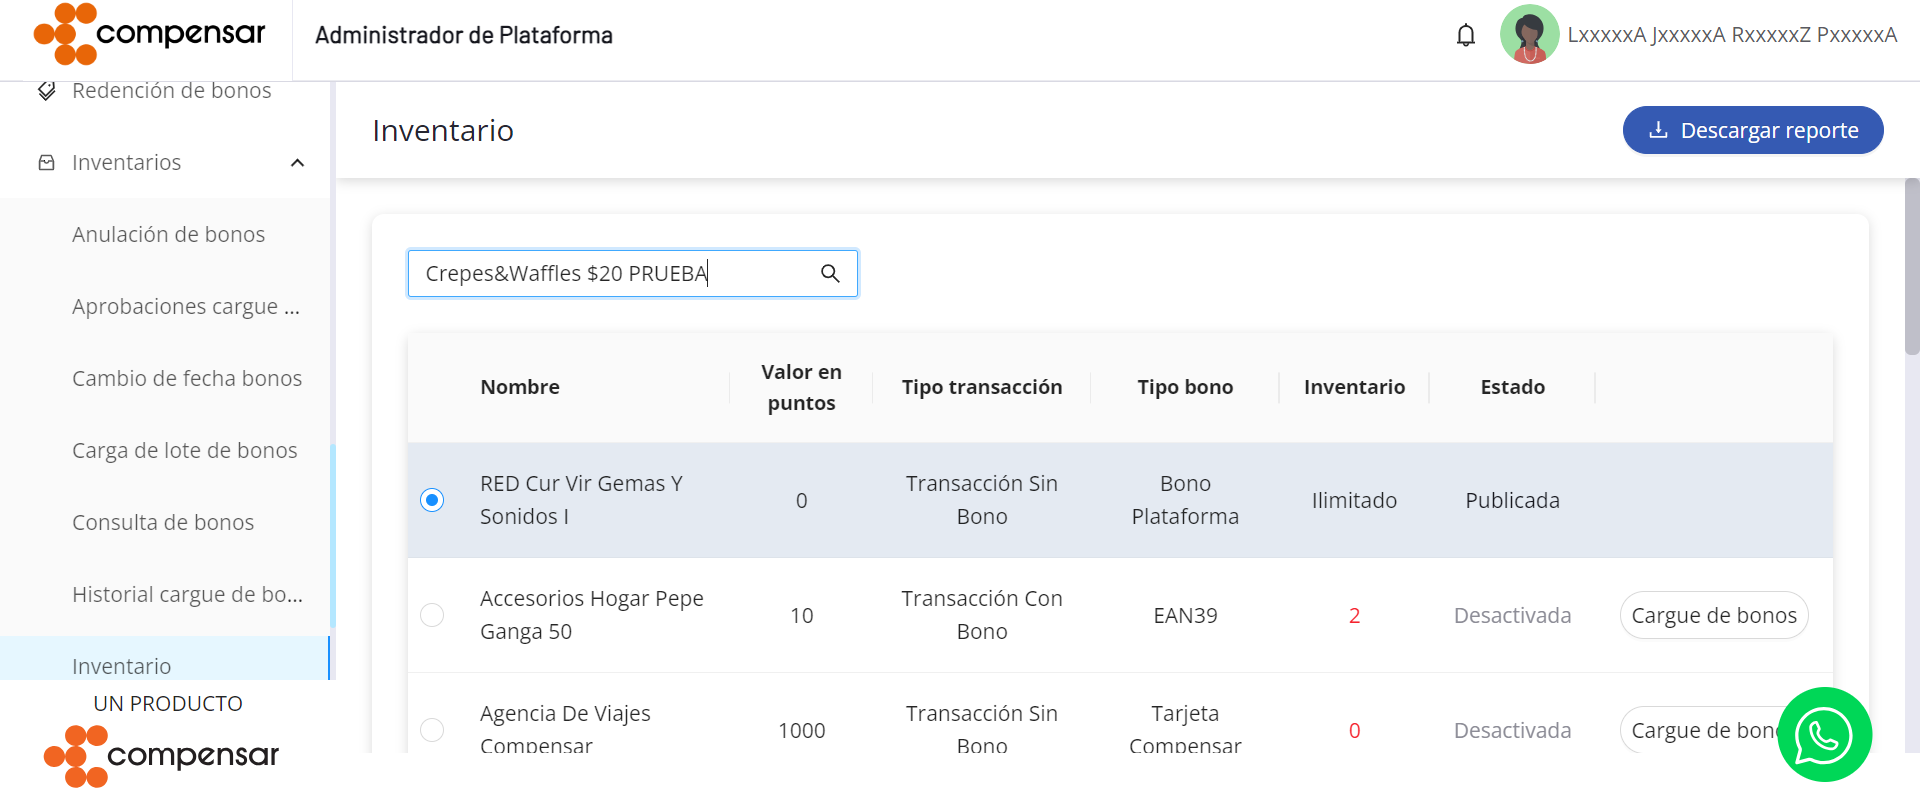 compensar
Administrador de Plataforma
LxxxxxA JxxxxxA RxxxxxZ PxxxxxA
Redención de bonos
Inventarios
Anulación de bonos
Aprobaciones cargue ...
Cambio de fecha bonos
Carga de lote de bonos
Consulta de bonos
Historial cargue de bo...
Inventario
UN PRODUCTO
compensar
Inventario
Descargar reporte
Crepes&Waffles $20 PRUEBA
Nombre
Valor en
puntos
Tipo transacción
Tipo bono
Inventario
Estado
RED Cur Vir Gemas Y
Sonidos I
0
Transacción Sin
Bono
Bono
Plataforma
Ilimitado
Publicada
Accesorios Hogar Pepe
Ganga 50
10
Transacción Con
Bono
EAN39
2
Desactivada
Cargue de bonos
Agencia De Viajes
Compensar
1000
Transacción Sin
Bono
Tarjeta
Compensar
0
Desactivada
Cargue de bon